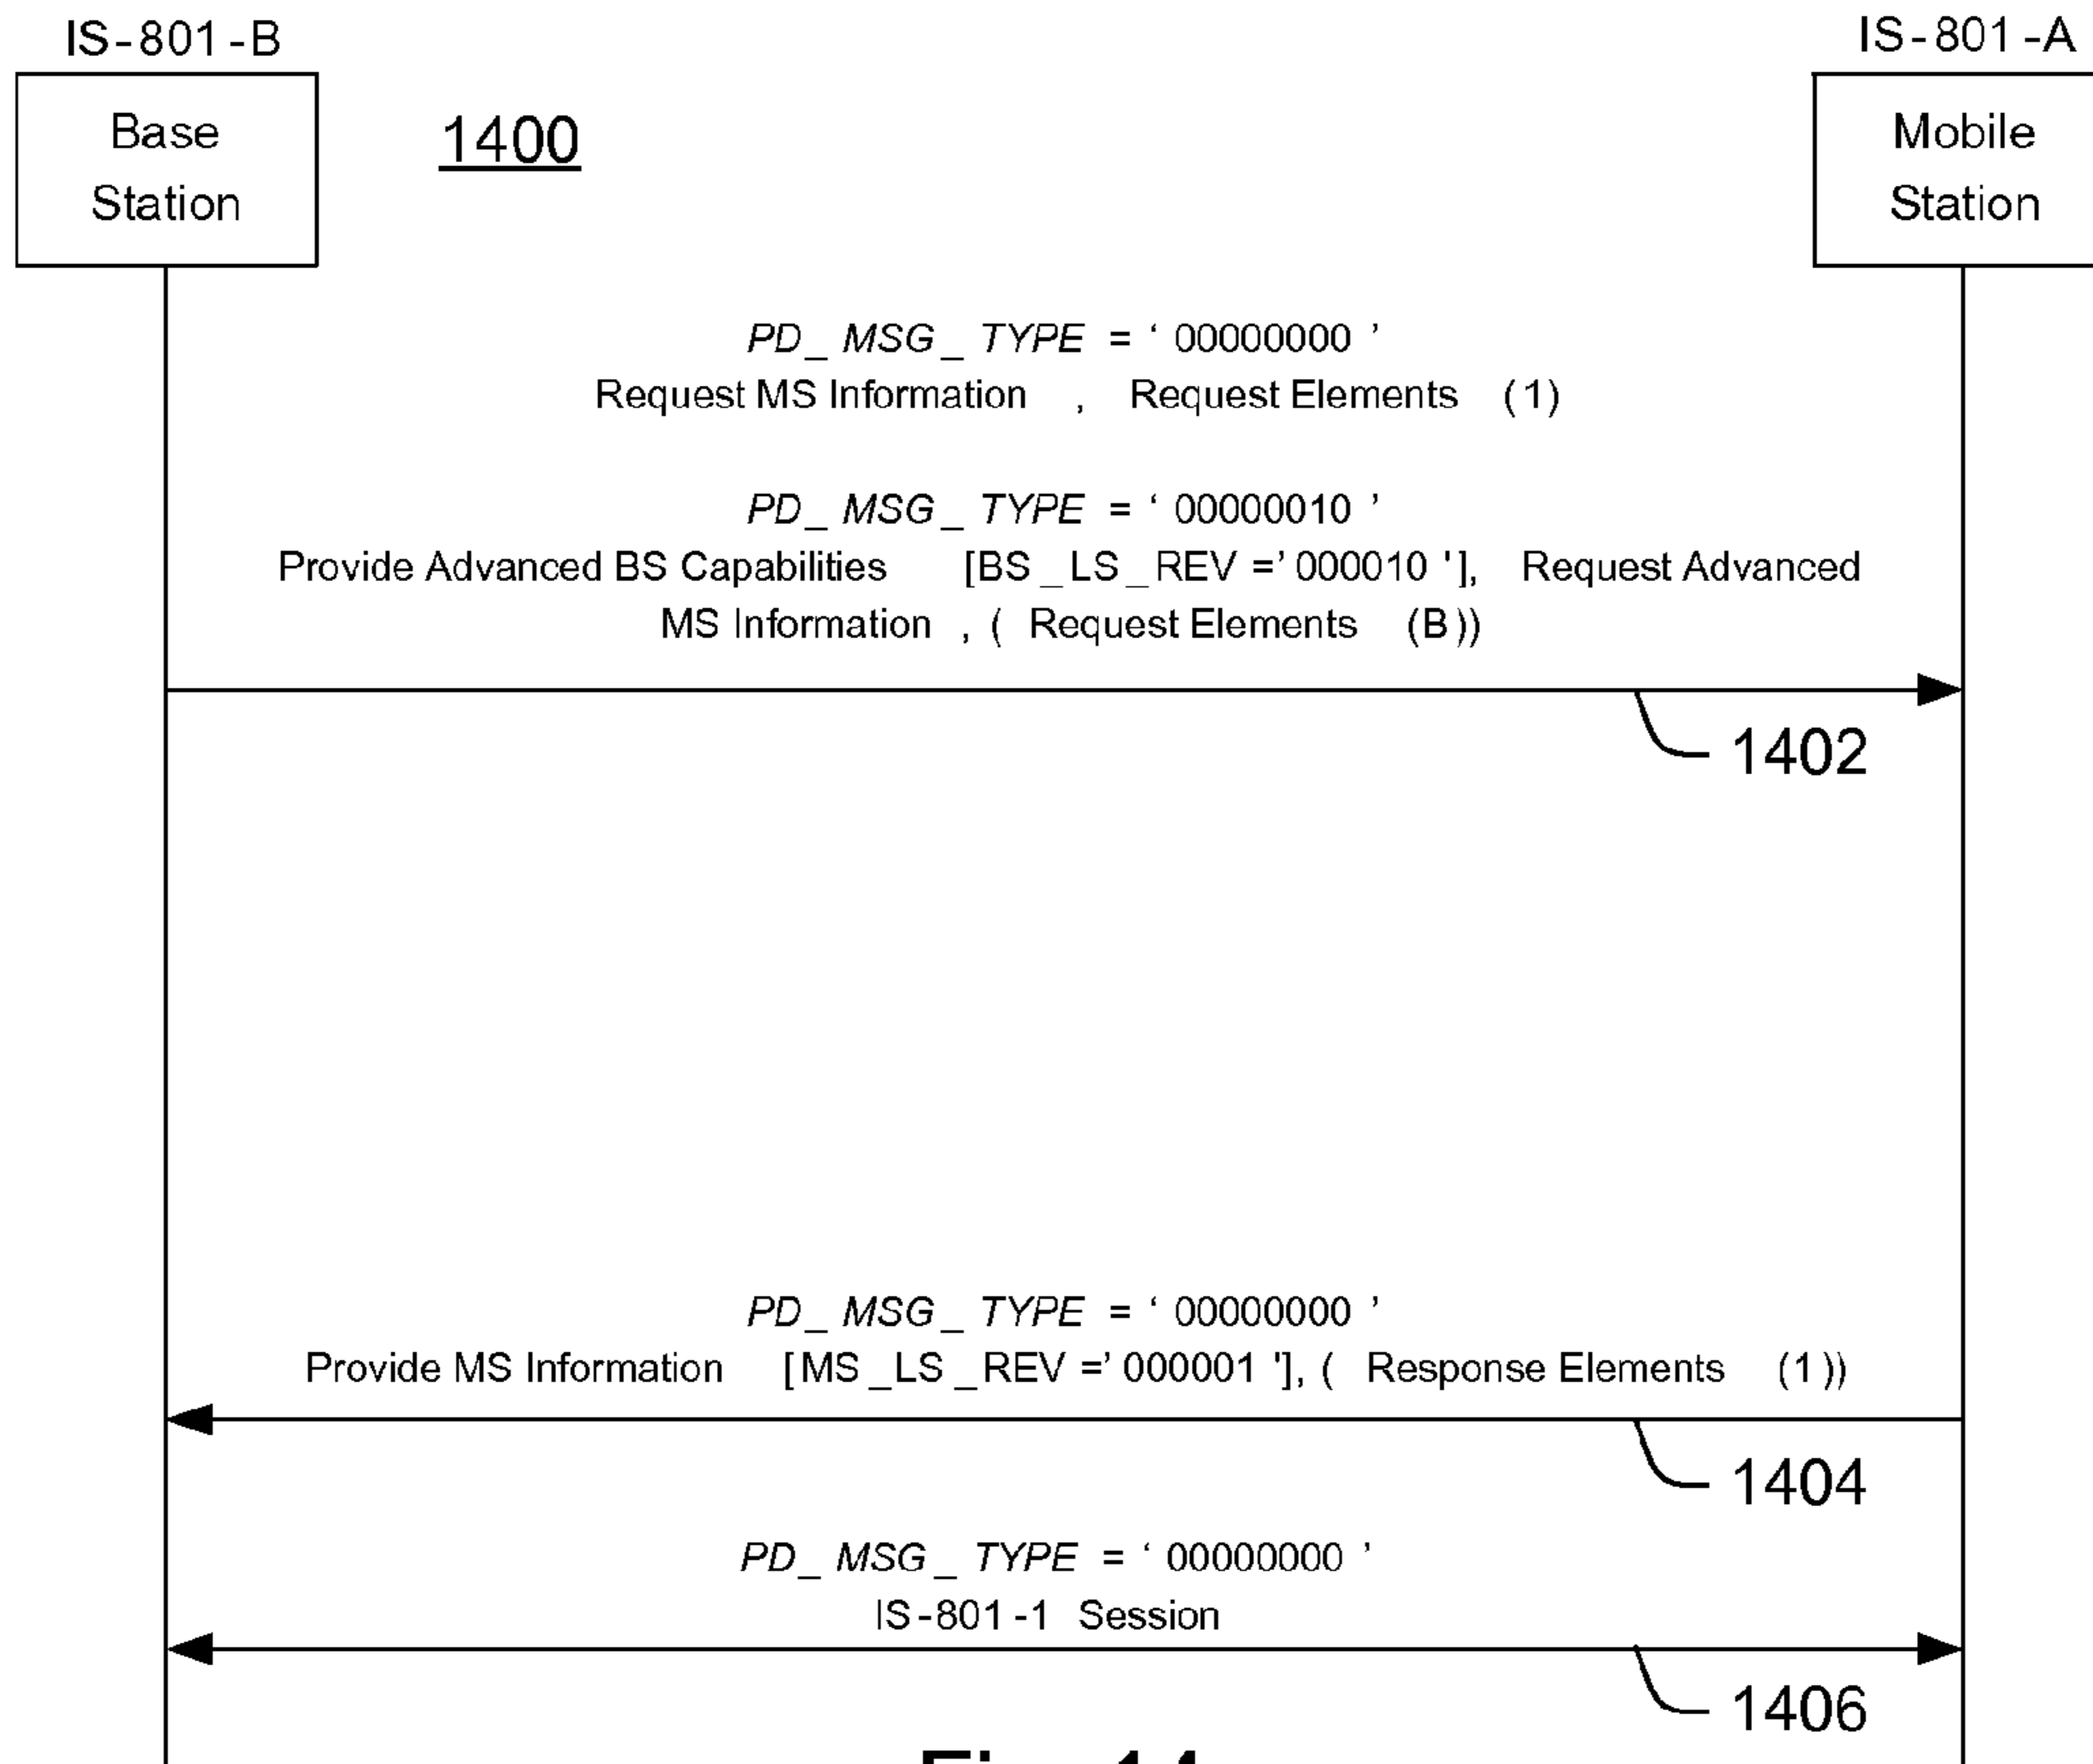 IS-801-B
IS-801-A
Base
Station
1400
Mobile
Station
PD_MSG_TYPE = ‘ 00000000 ’
Request MS Information , Request Elements (1)
PD_MSG_TYPE = ‘ 00000010 ’
Provide Advanced BS Capabilities [BS_LS_REV =’ 000010 '], Request Advanced
MS Information , ( Request Elements (B))
1402
PD_MSG_TYPE = ‘ 00000000 ’
Provide MS Information [MS_LS_REV =’ 000001 '], ( Response Elements (1))
1404
PD_MSG_TYPE = ‘ 00000000 ’
IS-801-1 Session
1406